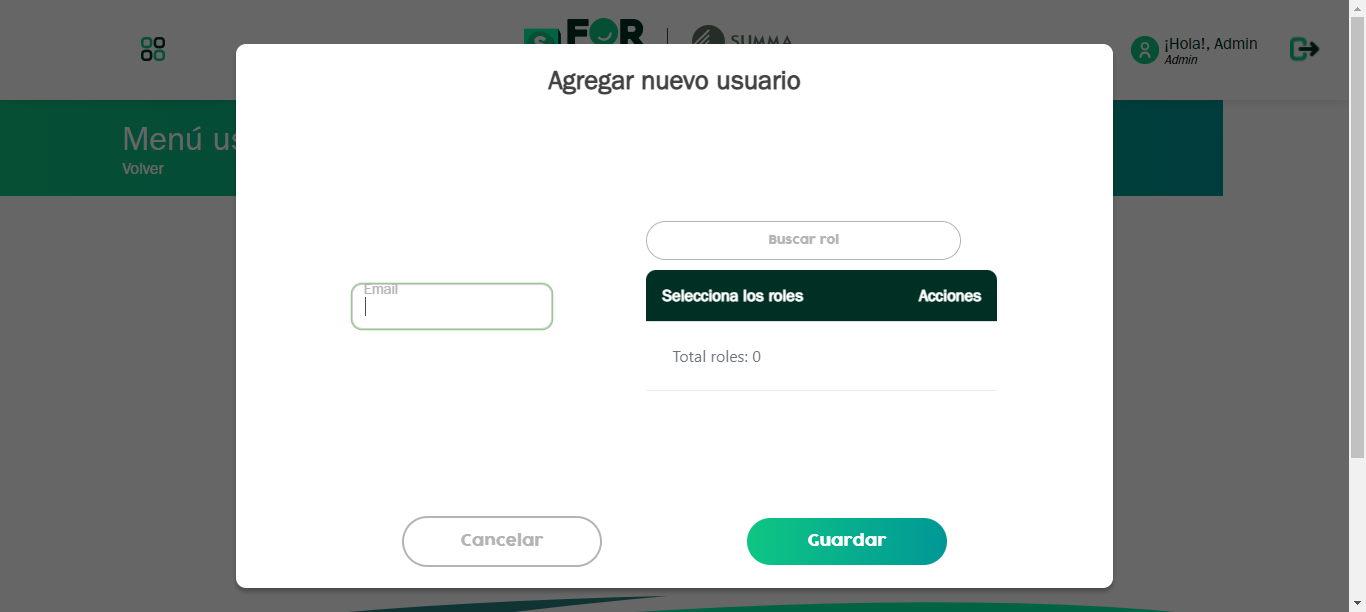 FOR
S
SUMMA
¡Hola!, Admin
Admin
Agregar nuevo usuario
Menú us
Volver
Buscar rol
Email
Selecciona los roles Acciones
Total roles: 0
Cancelar Guardar